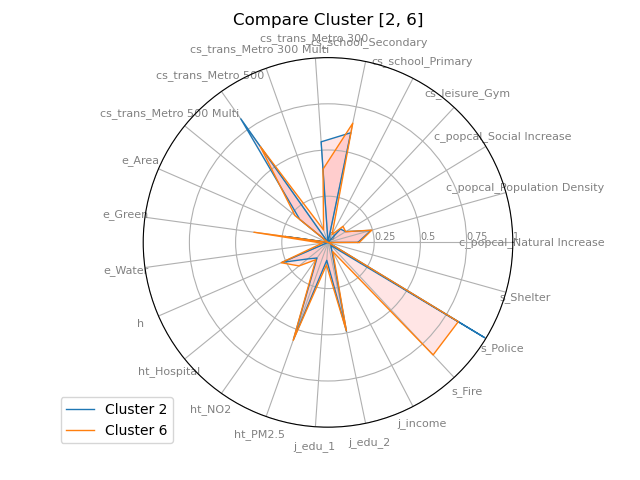 Compare Cluster [2, 6]
cs_trans_Metro 300
cs_school_Secondary
cs_trans_Metro 300 Multi
cs_school_Primary
cs_trans_Metro 500
cs_leisure_Gym
cs_trans_Metro 500 Multi
c_popcal_Social Increase
e_Area
c_popcal_Population Density
e_Green
0.25
0.5
0.75
1
c_popcal_Natural Increase
e_Water
s_Shelter
h
s_Police
ht_Hospital
s_Fire
ht_NO2
j_income
ht_PM2.5
j_edu_2
j_edu_1
Cluster 2
Cluster 6